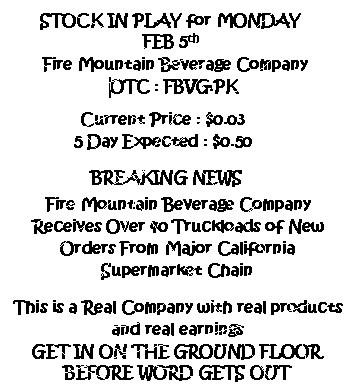 STOCK IN PLAY for MONDAY
FEB 5th
Fire Mountain Beverage Company
OTC : FBVG.PK
Current Price : $0.03
5 Day Expected : $0.50
BREAKING NEWS
Fire Mountain Beverage Company
Receives Over 80 Truckloads of New
Orders From Major California
Supermarket Chain
This is a Real Company with real products
and real earnings
GET IN ON THE GROUND FLOOR
BEFORE WORD GETS OUT